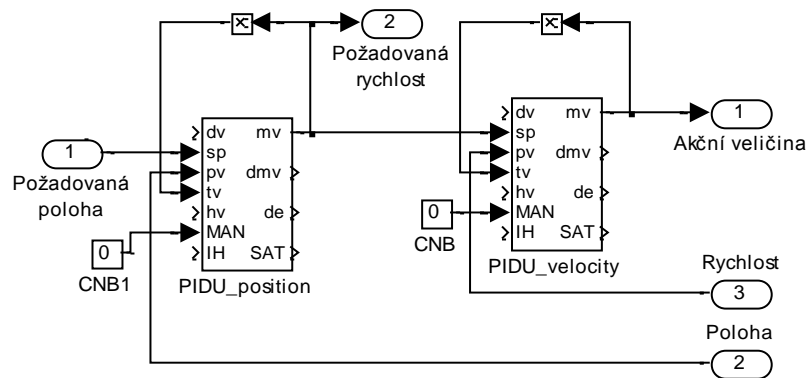 2
Požadovaná
rychlost
1
Požadovaná
poloha
0
CNB1
dv
sp
pv
tv
hv
MAN
IH
mv
dmv
de
SAT
PIDU_position
0
CNB
dv
sp
pv
tv
hv
MAN
IH
mv
dmv
de
SAT
PIDU_velocity
1
Akční veličina
Rychlost
3
Poloha
2